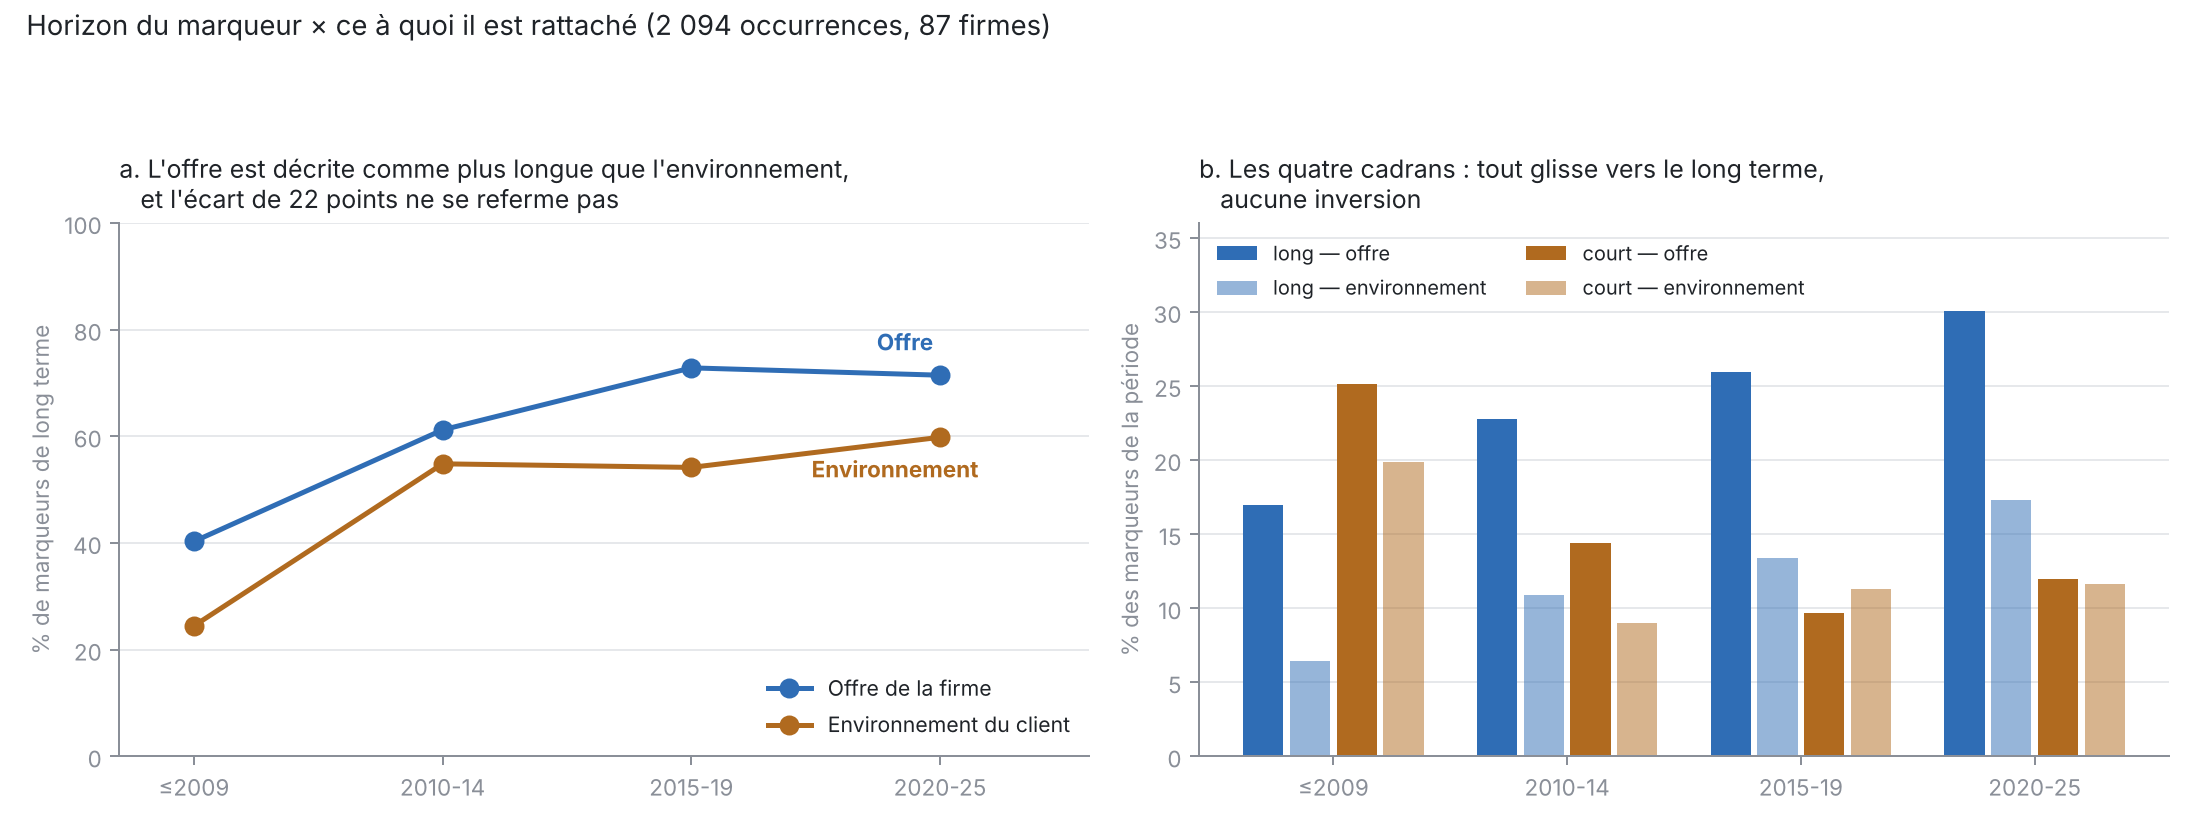 Horizon du marqueur × ce à quoi il est rattaché (2 094 occurrences, 87 firmes)
a. L'offre est décrite comme plus longue que l'environnement,
et l'écart de 22 points ne se referme pas
% de marqueurs de long terme
100
80
60
40
20
0
Offre
Environnement
Offre de la firme
Environnement du client
≤2009
2010-14
2015-19
2020-25
b. Les quatre cadrans : tout glisse vers le long terme,
aucune inversion
% des marqueurs de la période
35
30
25
20
15
10
5
0
long — offre
long — environnement
court — offre
court — environnement
≤2009
2010-14
2015-19
2020-25